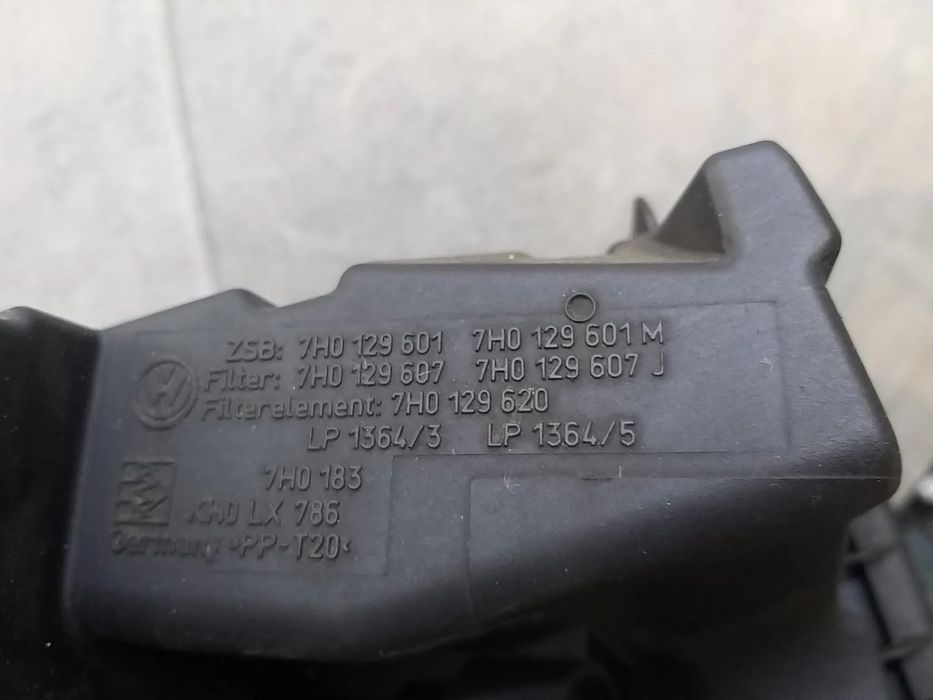 ZSB: 7H0 129 601 7H0 129 601 M
Filter: 7H0 129 607 7H0 129 607 J
Filterelement: 7H0 129 620
LP 1364/3 LP 1364/5
7H0 183
LX 786
Germany >PP-T20<